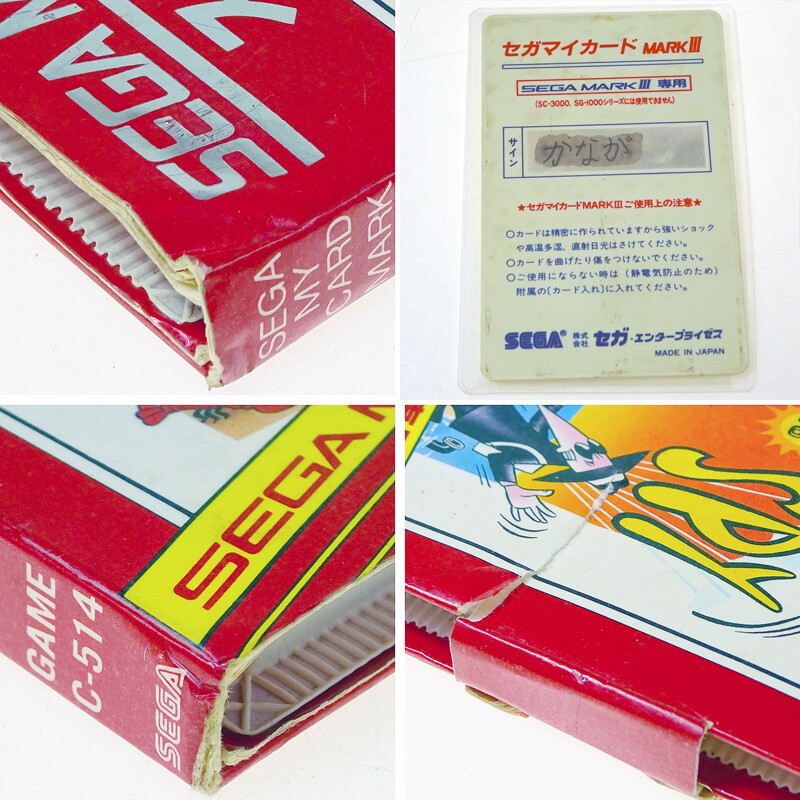 SEGA M
SEGA
MY
CARD
MARK
セガマイカード MARKⅢ
SEGA MARKⅢ 専用
(SC-3000, SG-1000シリーズには使用できません)
サイン
かなが
★セガマイカードMARKⅢご使用上の注意★
○カードは精密に作られていますから強いショック
や高温多湿、直射日光はさけてください。
○カードを曲げたり傷をつけないでください。
○ご使用にならない時は(静電気防止のため)
附属の〔カード入れ〕に入れてください。
SEGA® 株式会社 セガ・エンタープライゼス
MADE IN JAPAN
SEGA
GAME
C-514
SEGA
SPY